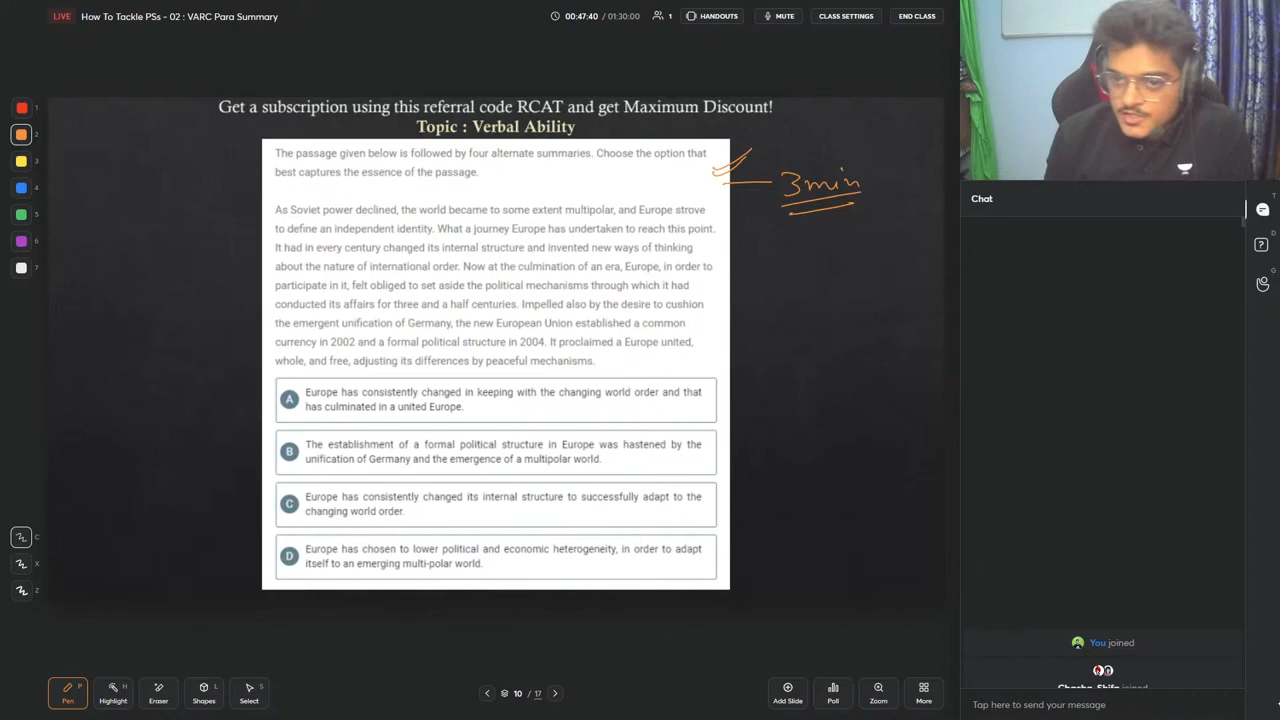 LIVE How To Tackle PSs - 02 : VARC Para Summary 00:47:40 / 01:30:00 1 HANDOUTS MUTE CLASS SETTINGS END CLASS
Get a subscription using this referral code RCAT and get Maximum Discount!
Topic : Verbal Ability
The passage given below is followed by four alternate summaries. Choose the option that
best captures the essence of the passage.
3min
As Soviet power declined, the world became to some extent multipolar, and Europe strove
to define an independent identity. What a journey Europe has undertaken to reach this point.
It had in every century changed its internal structure and invented new ways of thinking
about the nature of international order. Now at the culmination of an era, Europe, in order to
participate in it, felt obliged to set aside the political mechanisms through which it had
conducted its affairs for three and a half centuries. Impelled also by the desire to cushion
the emergent unification of Germany, the new European Union established a common
currency in 2002 and a formal political structure in 2004. It proclaimed a Europe united,
whole, and free, adjusting its differences by peaceful mechanisms.
A Europe has consistently changed in keeping with the changing world order and that
has culminated in a united Europe.
B The establishment of a formal political structure in Europe was hastened by the
unification of Germany and the emergence of a multipolar world.
C Europe has consistently changed its internal structure to successfully adapt to the
changing world order.
D Europe has chosen to lower political and economic heterogeneity, in order to adapt
itself to an emerging multi-polar world.
1
2
3
4
5
6
7
C
X
Z
Chat
T
D
G
You joined
joined
Pen P
Highlight H
Eraser E
Shapes L
Select S
10 / 17
Add Slide
Poll
Zoom
More
Tap here to send your message